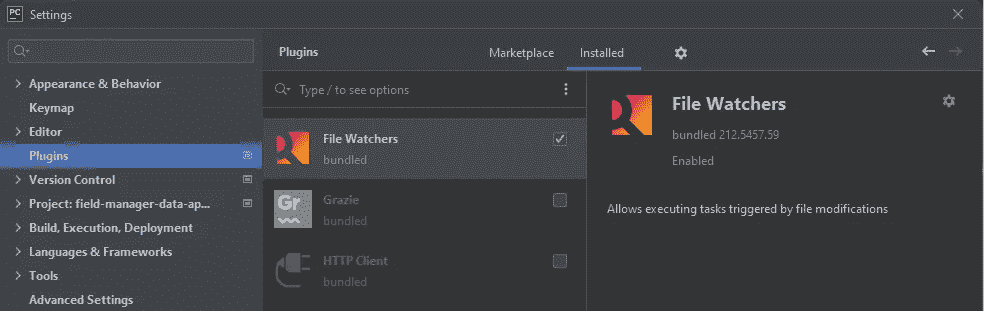 PC Settings
Plugins
Marketplace
Installed
Appearance & Behavior
Keymap
Editor
Plugins
Version Control
Project: field-manager-data-ap...
Build, Execution, Deployment
Languages & Frameworks
Tools
Advanced Settings
Type / to see options
File Watchers
bundled
Gr
Grazie
bundled
HTTP Client
bundled
File Watchers
bundled 212.5457.59
Enabled
Allows executing tasks triggered by file modifications